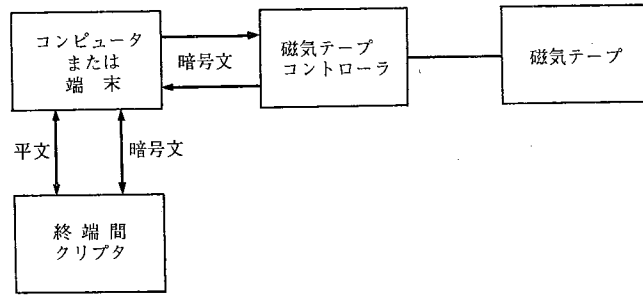 コンピュータ
または
端末
暗号文
磁気テープ
コントローラ
磁気テープ
平文
暗号文
終端間
クリプタ